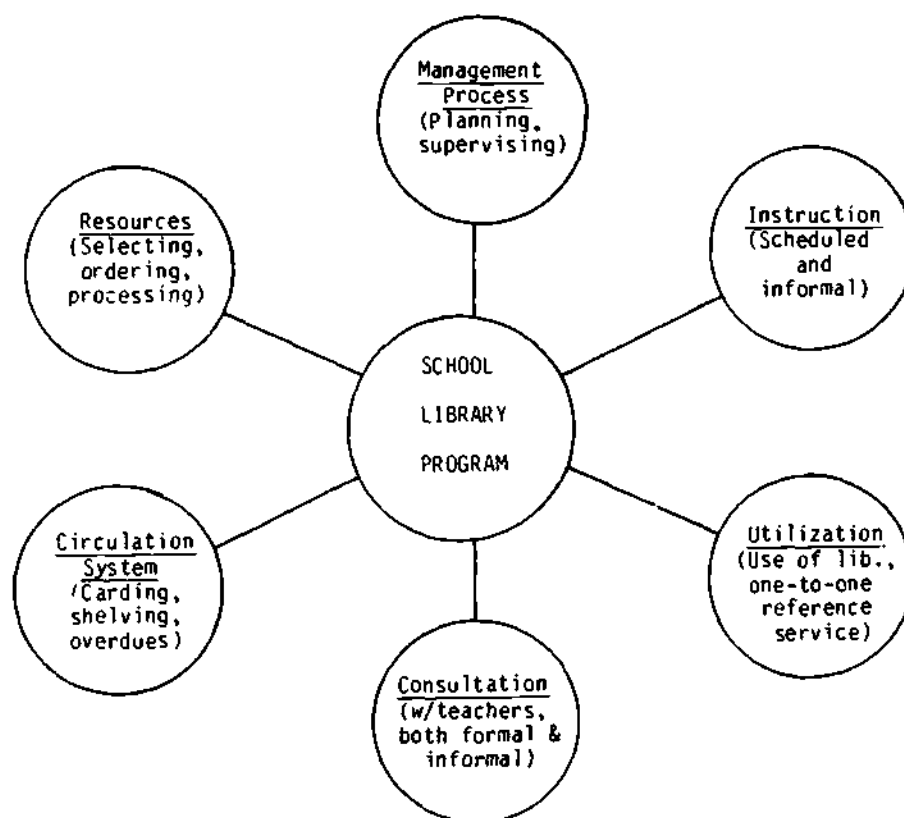 Management
Process
(Planning,
supervising)
Resources
(Selecting,
ordering,
processing)
Instruction
(Scheduled
and
informal)
SCHOOL
LIBRARY
PROGRAM
Circulation
System
(Carding,
shelving,
overdues)
Utilization
(Use of lib.,
one-to-one
reference
service)
Consultation
(w/teachers,
both formal &
informal)